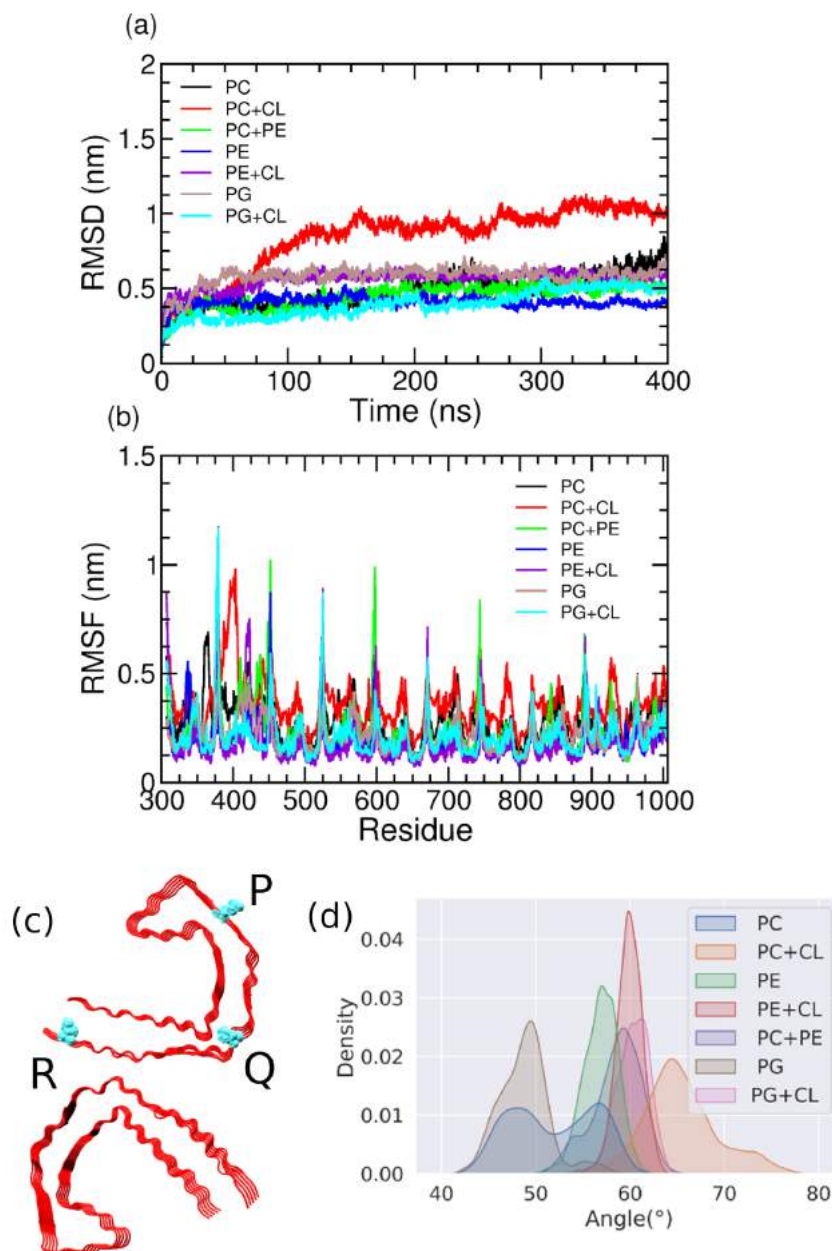 (a)
2
1.5
1
0.5
0
RMSD (nm)
PC
PC+CL
PC+PE
PE
PE+CL
PG
PG+CL
0 100 200 300 400
Time (ns)
(b)
1.5
1
0.5
0
RMSF (nm)
PC
PC+CL
PC+PE
PE
PE+CL
PG
PG+CL
300 400 500 600 700 800 900 1000
Residue
(c)
P
R
Q
(d)
0.04
0.03
0.02
0.01
0.00
Density
PC
PC+CL
PE
PE+CL
PC+PE
PG
PG+CL
40 50 60 70 80
Angle(°)